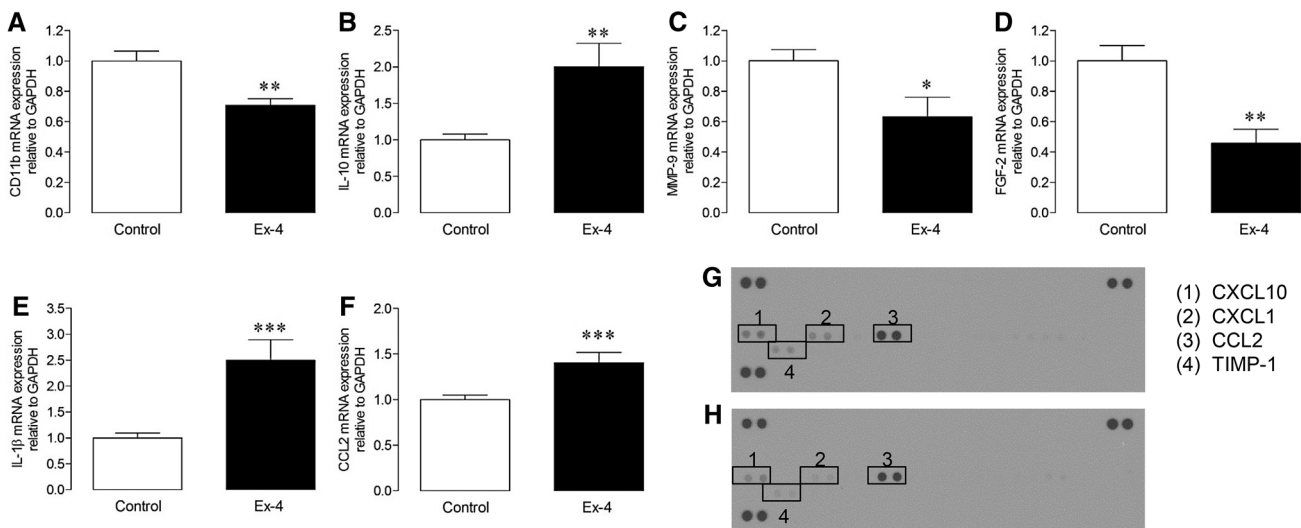 A
CD11b mRNA expression
relative to GAPDH
1.2
1.0
0.8
0.6
0.4
0.2
0.0
**
Control
Ex-4
B
IL-10 mRNA expression
relative to GAPDH
2.5
2.0
1.5
1.0
0.5
0.0
**
Control
Ex-4
C
MMP-9 mRNA expression
relative to GAPDH
1.2
1.0
0.8
0.6
0.4
0.2
0.0
*
Control
Ex-4
D
FGF-2 mRNA expression
relative to GAPDH
1.2
1.0
0.8
0.6
0.4
0.2
0.0
**
Control
Ex-4
E
IL-1β mRNA expression
relative to GAPDH
3.5
3.0
2.5
2.0
1.5
1.0
0.5
0.0
***
Control
Ex-4
F
CCL2 mRNA expression
relative to GAPDH
2.0
1.5
1.0
0.5
0.0
***
Control
Ex-4
G
1
2
3
4
(1) CXCL10
(2) CXCL1
(3) CCL2
(4) TIMP-1
H
1
2
3
4